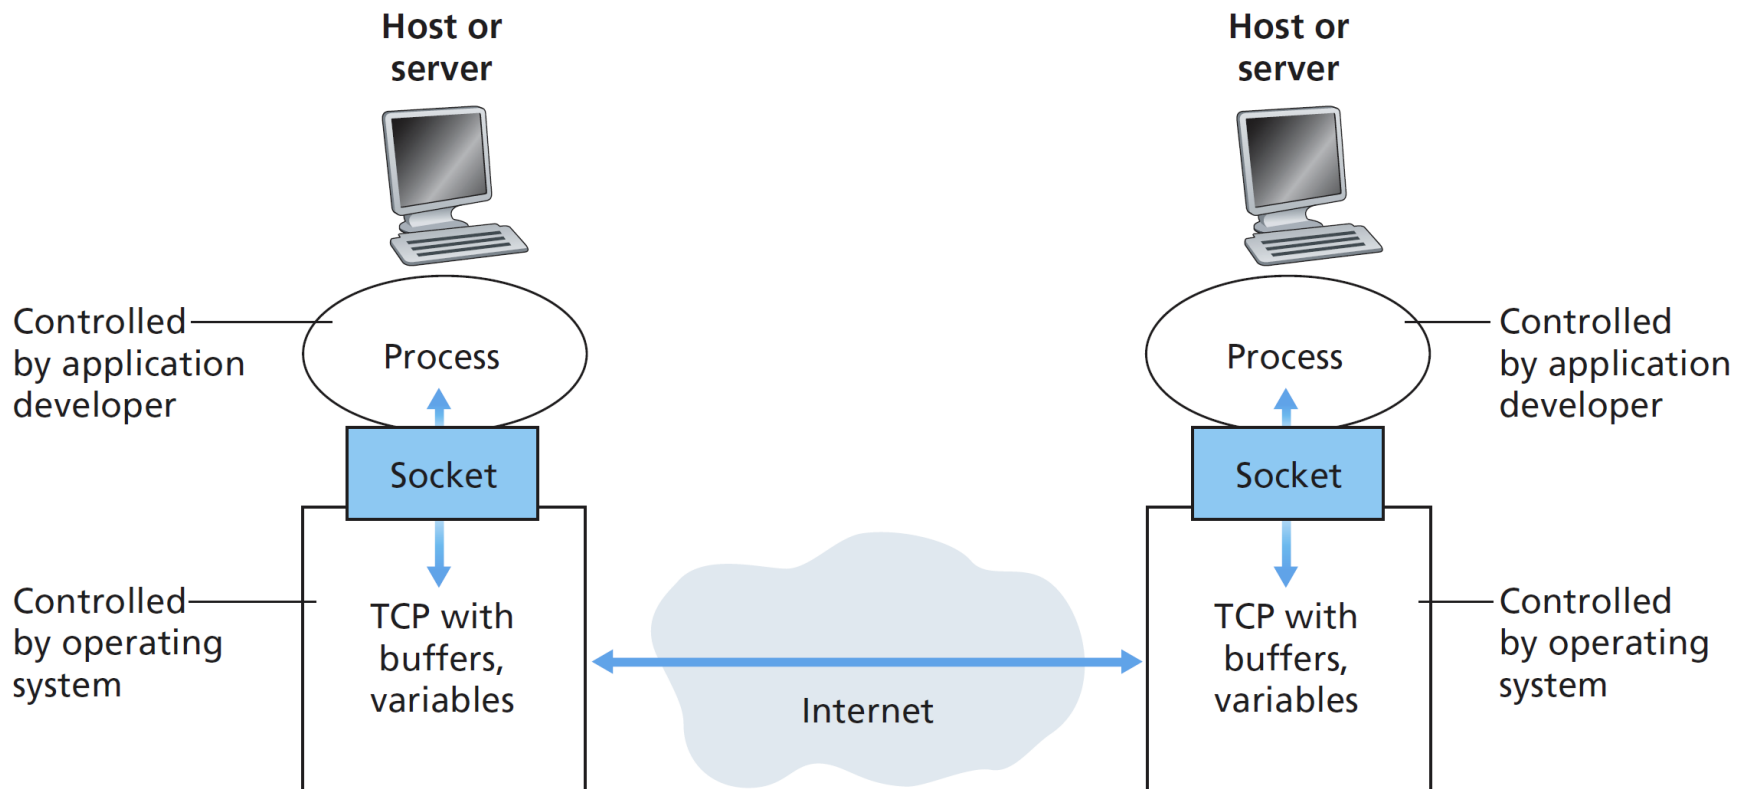 Host or
server
Host or
server
Controlled
by application
developer
Process
Process
Controlled
by application
developer
Socket
Socket
Controlled
by operating
system
TCP with
buffers,
variables
Internet
TCP with
buffers,
variables
Controlled
by operating
system